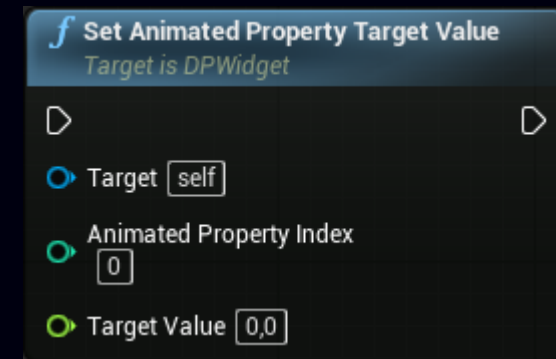 f Set Animated Property Target Value
Target is DPWidget
Target self
Animated Property Index
0
Target Value 0,0